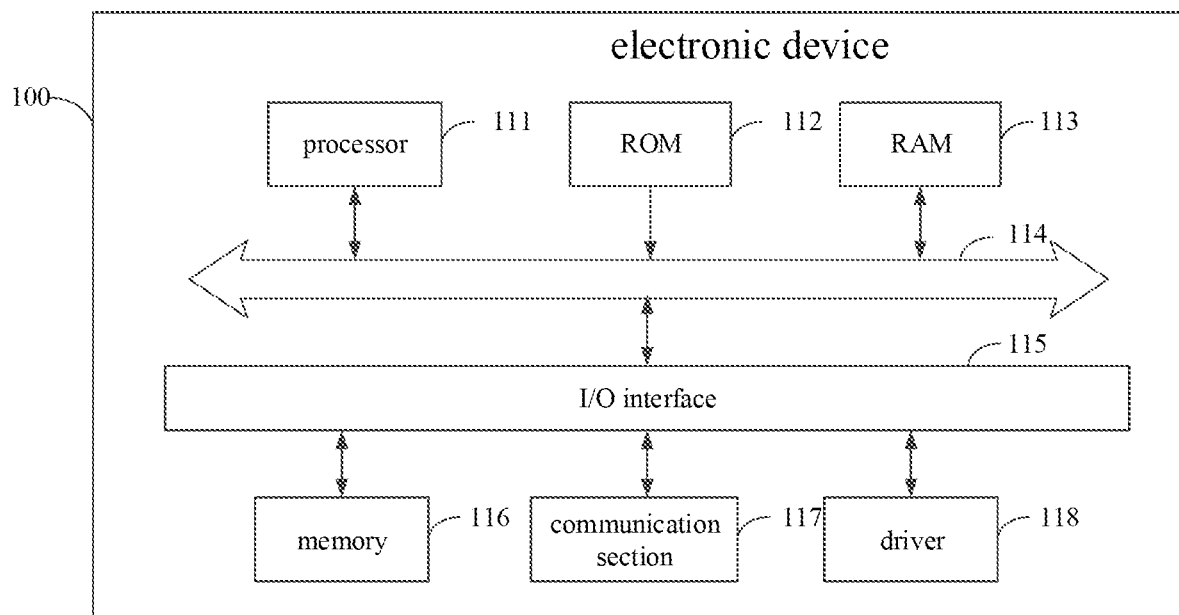 electronic device
100
processor
111
ROM
112
RAM
113
114
115
I/O interface
memory
116
communication
section
117
driver
118